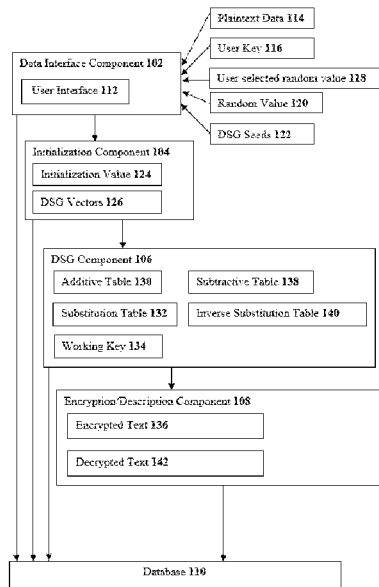 Plaintext Data 114
User Key 116
Data Interface Component 102
User selected random value 118
User Interface 112
Random Value 120
DSG Seeds 122
Initialization Component 104
Initialization Value 124
DSG Vectors 126
DSG Component 106
Additive Table 130
Subtractive Table 138
Substitution Table 132
Inverse Substitution Table 140
Working Key 134
Encryption/Description Component 108
Encrypted Text 136
Decrypted Text 142
Database 110